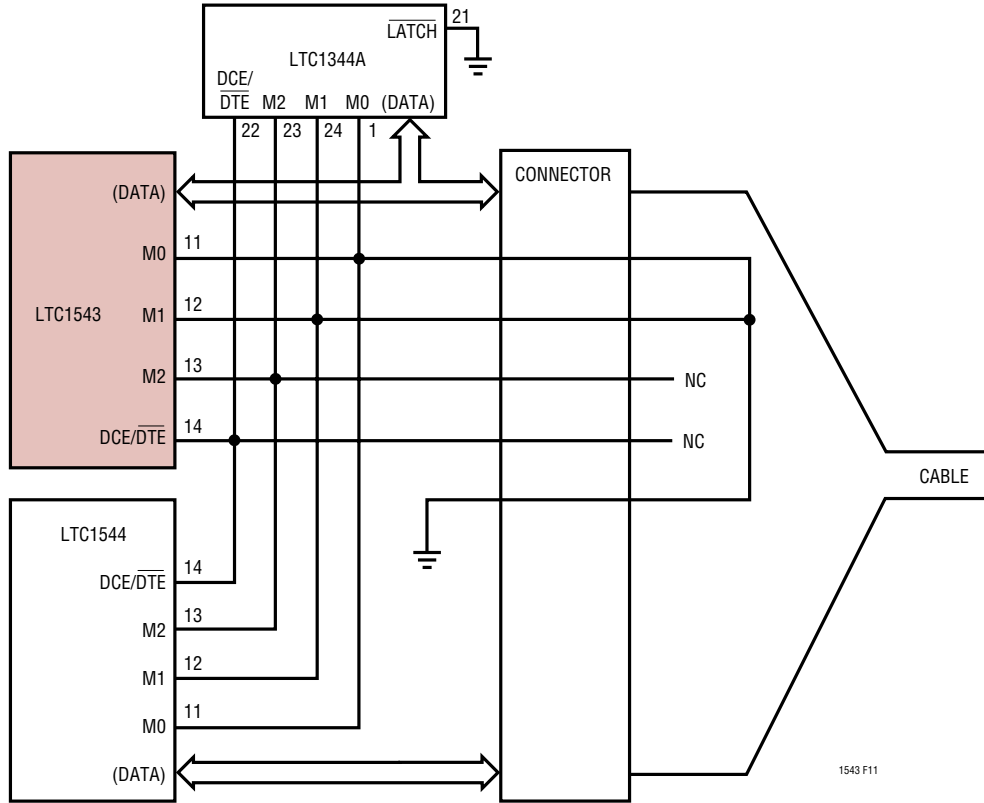 LATCH
21
LTC1344A
DCE/
DTE M2 M1 M0 (DATA)
22 23 24 1
CONNECTOR
(DATA)
M0
11
LTC1543
M1
12
M2
13
NC
DCE/DTE
14
NC
CABLE
LTC1544
DCE/DTE
14
M2
13
M1
12
M0
11
(DATA)
1543 F11